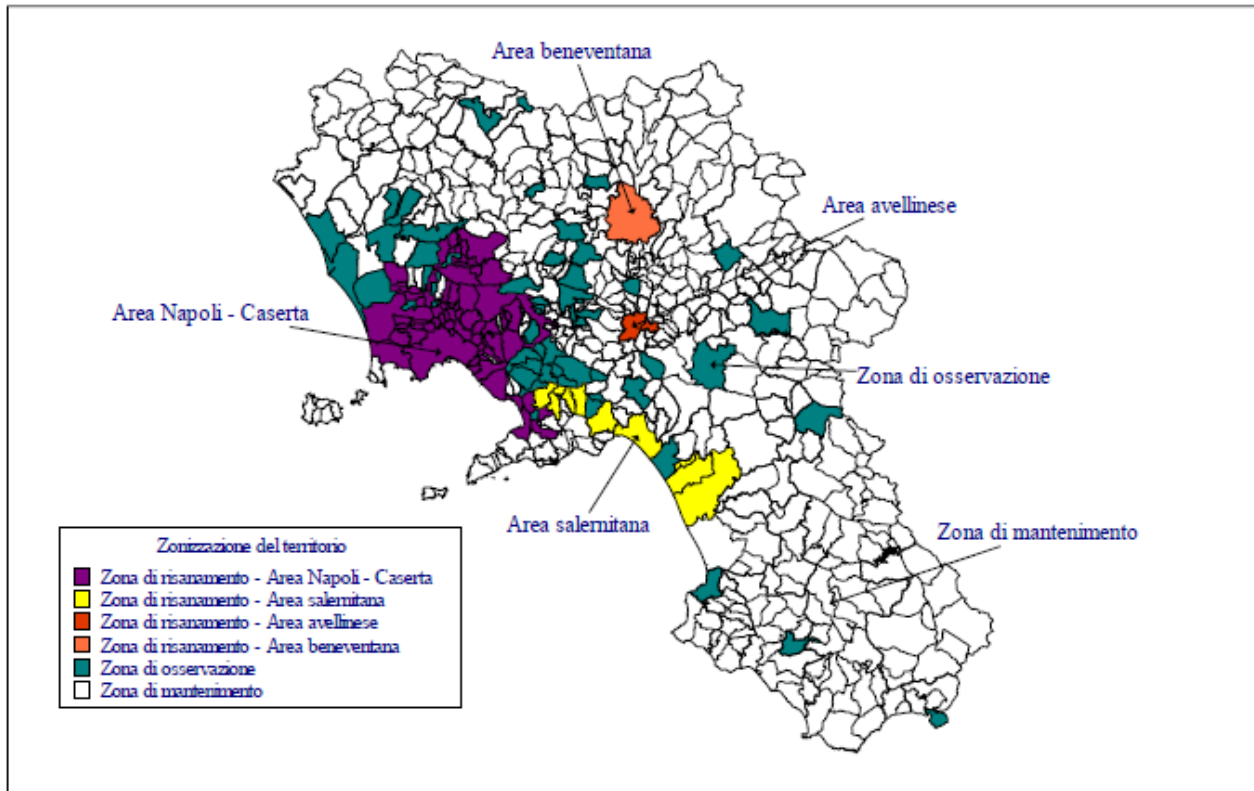 Area beneventana
Area avellinese
Area Napoli - Caserta
Zona di osservazione
Area salernitana
Zona di mantenimento
Zonizzazione del territorio
Zona di risanamento - Area Napoli - Caserta
Zona di risanamento - Area salernitana
Zona di risanamento - Area avellinese
Zona di risanamento - Area beneventana
Zona di osservazione
Zona di mantenimento